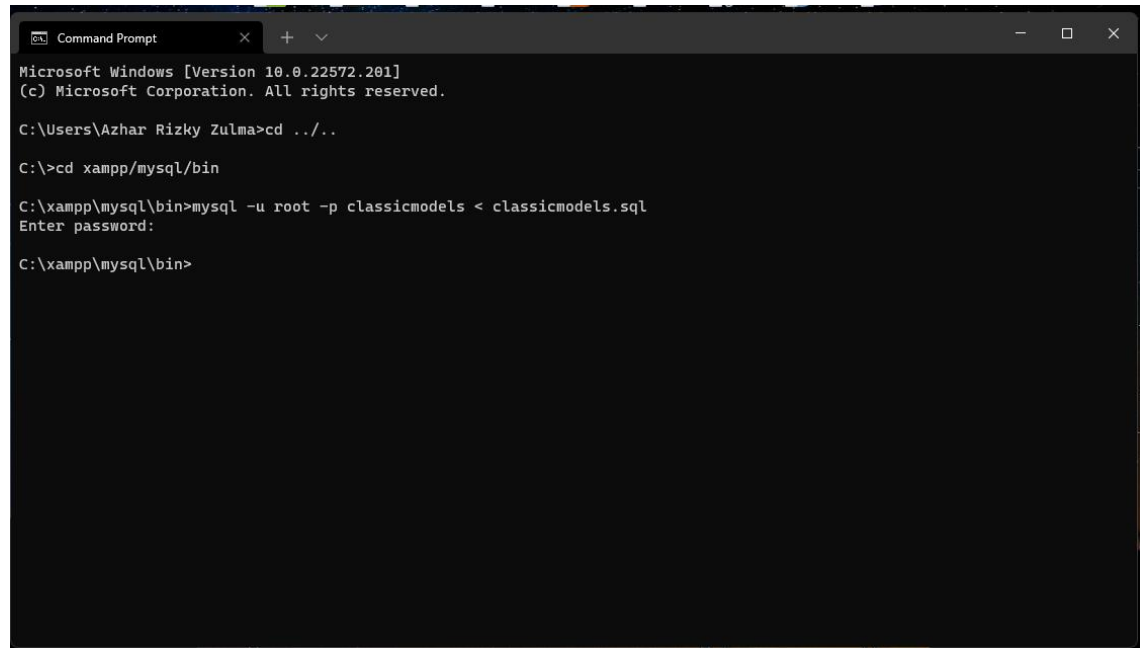 Command Prompt
Microsoft Windows [Version 10.0.22572.201]
(c) Microsoft Corporation. All rights reserved.
C:\Users\Azhar Rizky Zulma>cd ../..
C:\>cd xampp/mysql/bin
C:\xampp\mysql\bin>mysql -u root -p classicmodels < classicmodels.sql
Enter password:
C:\xampp\mysql\bin>